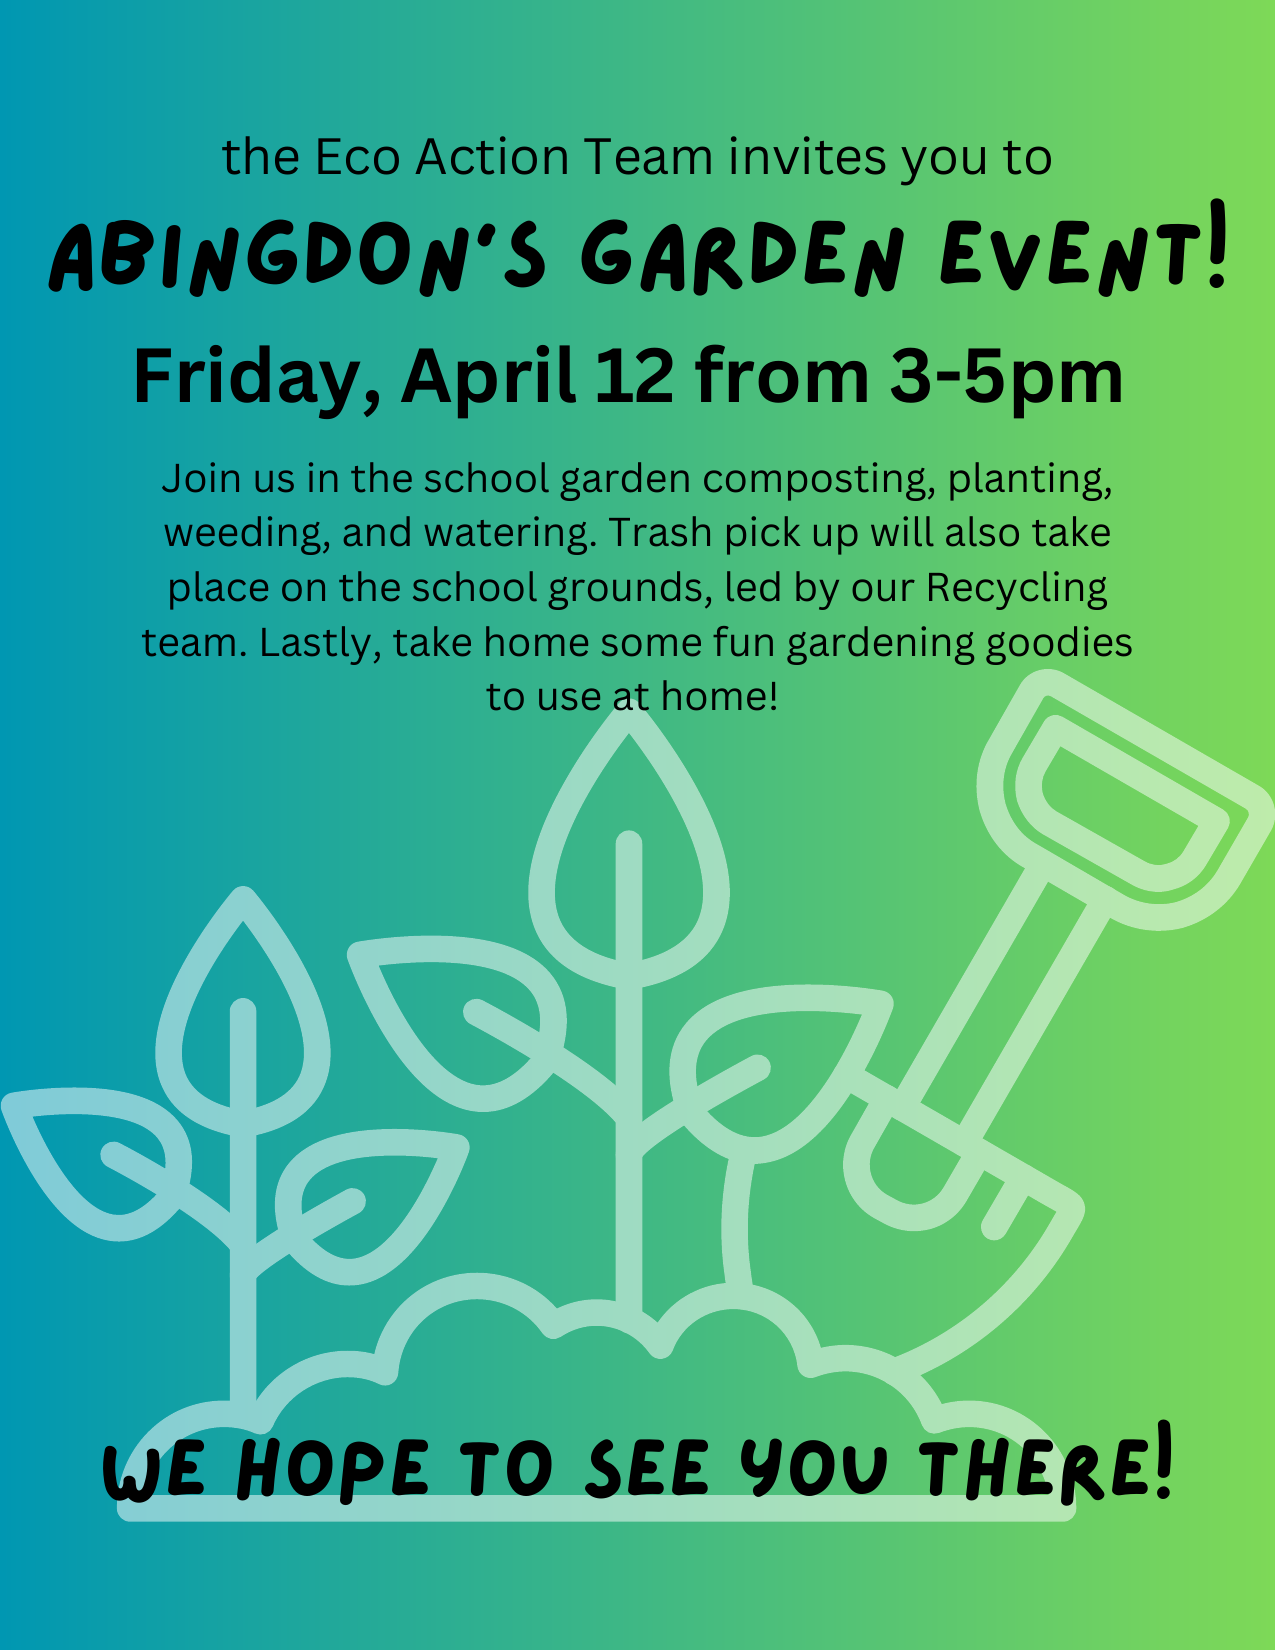 the Eco Action Team invites you to
ABINGDON'S GARDEN EVENT!
Friday, April 12 from 3-5pm
Join us in the school garden composting, planting,
weeding, and watering. Trash pick up will also take
place on the school grounds, led by our Recycling
team. Lastly, take home some fun gardening goodies
to use at home!
WE HOPE TO SEE YOU THERE!